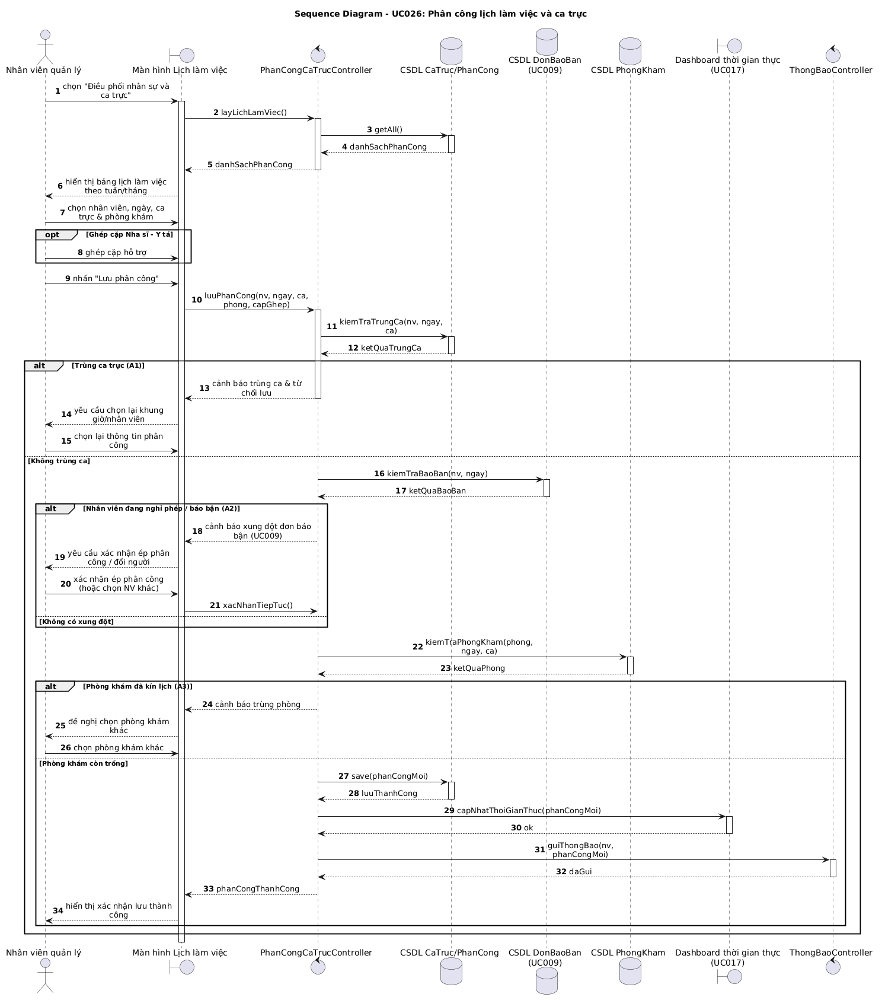 Sequence Diagram - UC026: Phân công lịch làm việc và ca trực
Nhân viên quản lý
Màn hình Lịch làm việc
PhanCongCaTrucController
CSDL CaTruc/PhanCong
CSDL DonBaoBan
(UC009)
CSDL PhongKham
Dashboard thời gian thực
(UC017)
ThongBaoController
1 chọn "Điều phối nhân sự và
ca trực"
2 layLichLamViec()
3 getAll()
4 danhSachPhanCong
5 danhSachPhanCong
6 hiển thị bảng lịch làm việc
theo tuần/tháng
7 chọn nhân viên, ngày, ca
trực & phòng khám
opt [Ghép cặp Nha sĩ - Y tá]
8 ghép cặp hỗ trợ
9 nhấn "Lưu phân công"
10 luuPhanCong(nv, ngay, ca,
phong, capGhep)
11 kiemTraTrungCa(nv, ngay,
ca)
12 ketQuaTrungCa
alt [Trùng ca trực (A1)]
13 cảnh báo trùng ca & từ
chối lưu
14 yêu cầu chọn lại khung
giờ/nhân viên
15 chọn lại thông tin phân
công
[Không trùng ca]
16 kiemTraBaoBan(nv, ngay)
17 ketQuaBaoBan
alt [Nhân viên đang nghỉ phép / báo bận (A2)]
18 cảnh báo xung đột đơn báo
bận (UC009)
19 yêu cầu xác nhận ép phân
công / đổi người
20 xác nhận ép phân công
(hoặc chọn NV khác)
21 xacNhanTiepTuc()
[Không có xung đột]
22 kiemTraPhongKham(phong,
ngay, ca)
23 ketQuaPhong
alt [Phòng khám đã kín lịch (A3)]
24 cảnh báo trùng phòng
25 đề nghị chọn phòng khám
khác
26 chọn phòng khám khác
[Phòng khám còn trống]
27 save(phanCongMoi)
28 luuThanhCong
29 capNhatThoiGianThuc(phanCongMoi)
30 ok
31 guiThongBao(nv,
phanCongMoi)
32 daGui
33 phanCongThanhCong
34 hiển thị xác nhận lưu thành
công
Nhân viên quản lý
Màn hình Lịch làm việc
PhanCongCaTrucController
CSDL CaTruc/PhanCong
CSDL DonBaoBan
(UC009)
CSDL PhongKham
Dashboard thời gian thực
(UC017)
ThongBaoController